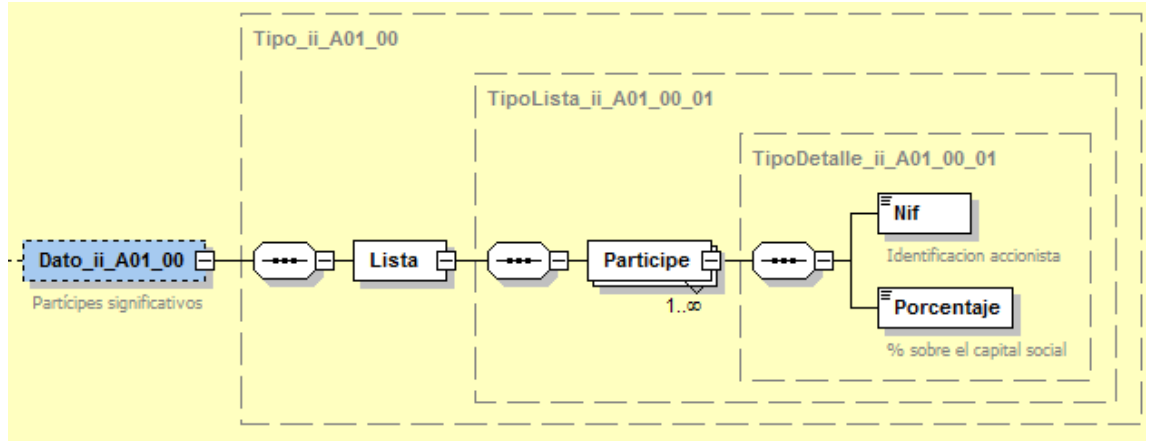 Tipo_ii_A01_00
TipoLista_ii_A01_00_01
TipoDetalle_ii_A01_00_01
Nif
Identificacion accionista
Dato_ii_A01_00
Lista
Participe
Partícipes significativos
1..∞
Porcentaje
% sobre el capital social